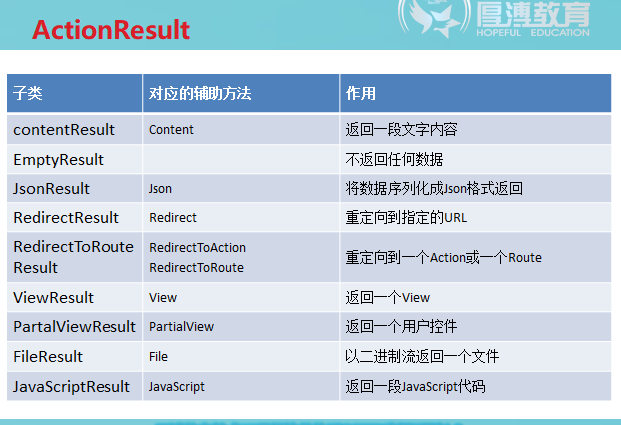 ActionResult
厚溥教育
HOPEFUL EDUCATION
子类 对应的辅助方法 作用
contentResult Content 返回一段文字内容
EmptyResult 不返回任何数据
JsonResult Json 将数据序列化成Json格式返回
RedirectResult Redirect 重定向到指定的URL
RedirectToRoute RedirectToAction 重定向到一个Action或一个Route
Result RedirectToRoute
ViewResult View 返回一个View
PartalViewResult PartialView 返回一个用户控件
FileResult File 以二进制流返回一个文件
JavaScriptResult JavaScript 返回一段JavaScript代码